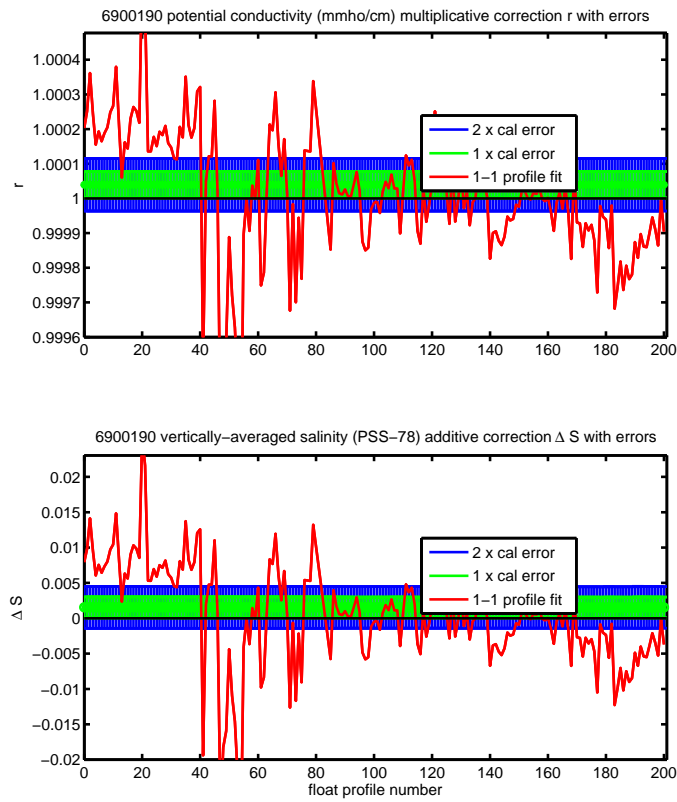 6900190 potential conductivity (mmho/cm) multiplicative correction r with errors
1.0004
1.0003
1.0002
1.0001
1
0.9999
0.9998
0.9997
0.9996
r
2 x cal error
1 x cal error
1−1 profile fit
0 20 40 60 80 100 120 140 160 180 200
6900190 vertically−averaged salinity (PSS−78) additive correction Δ S with errors
0.02
0.015
0.01
0.005
0
−0.005
−0.01
−0.015
−0.02
Δ S
2 x cal error
1 x cal error
1−1 profile fit
0 20 40 60 80 100 120 140 160 180 200
float profile number